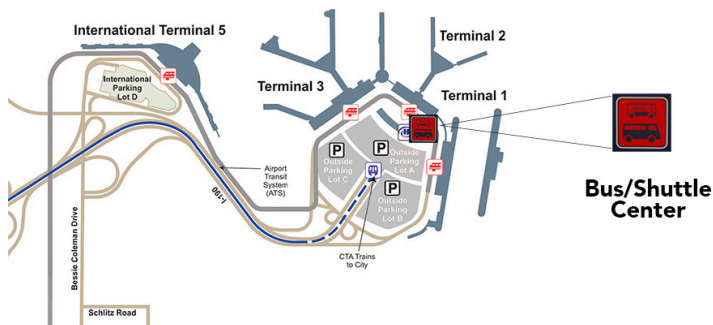 International Terminal 5
Terminal 2
Terminal 3
Terminal 1
International
Parking
Lot D
P
Outside
Parking
Lot A
P
Outside
Parking
Lot C
P
Outside
Parking
Lot B
Airport
Transit
System
(ATS)
I-190
CTA Trains
to City
Bessie Coleman Drive
Schlitz Road
Bus/Shuttle
Center